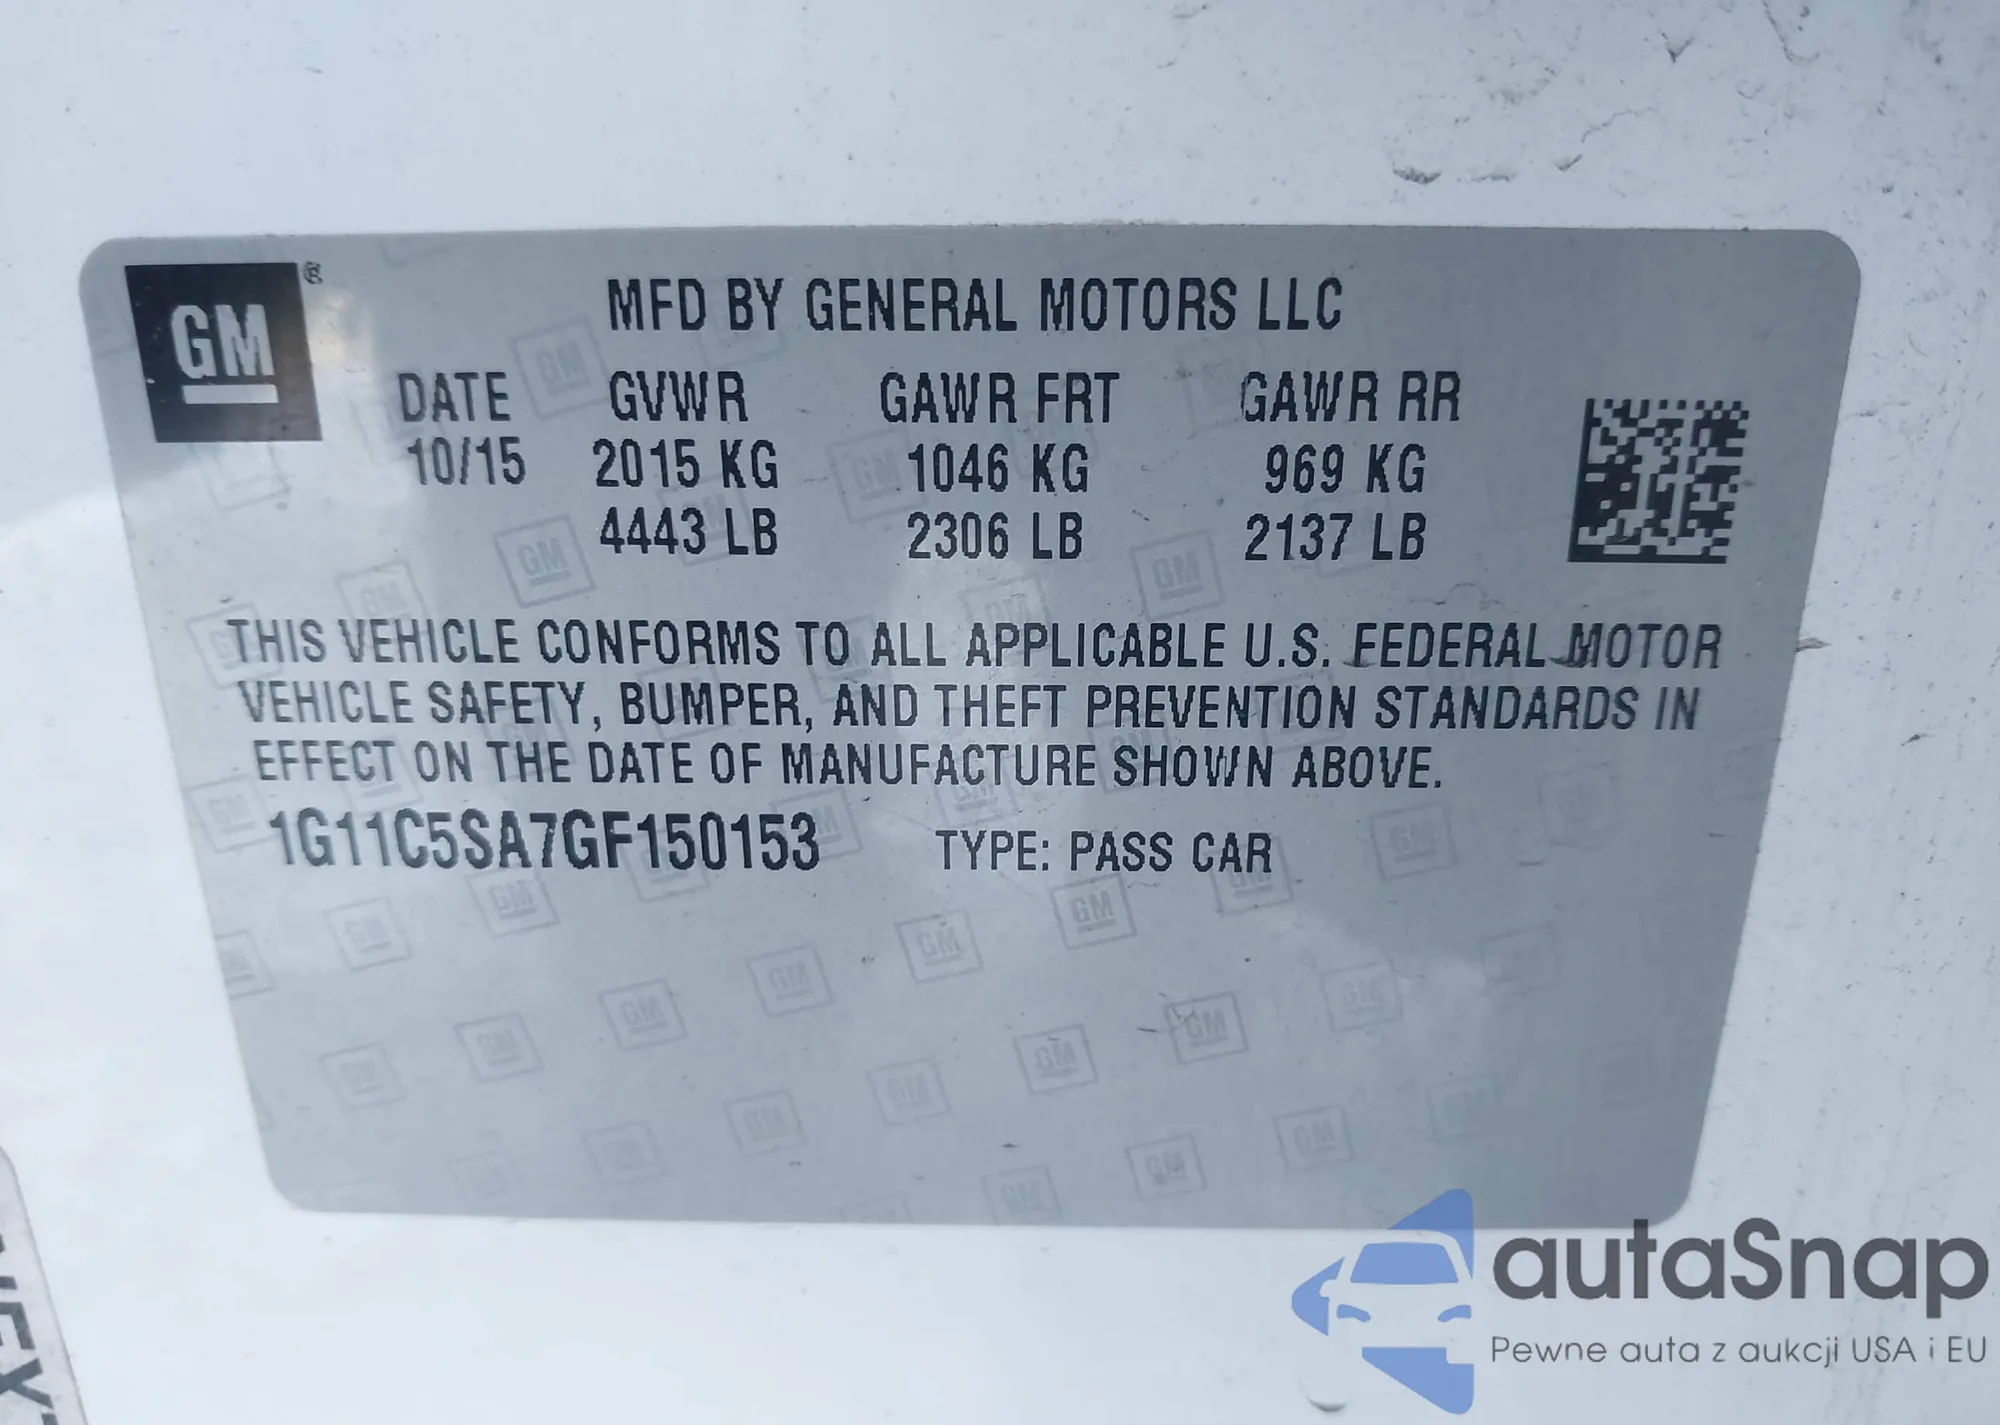 GM ®
MFD BY GENERAL MOTORS LLC
DATE GVWR GAWR FRT GAWR RR
10/15 2015 KG 1046 KG 969 KG
4443 LB 2306 LB 2137 LB
THIS VEHICLE CONFORMS TO ALL APPLICABLE U.S. FEDERAL MOTOR
VEHICLE SAFETY, BUMPER, AND THEFT PREVENTION STANDARDS IN
EFFECT ON THE DATE OF MANUFACTURE SHOWN ABOVE.
1G11C5SA7GF150153 TYPE: PASS CAR
autaSnap
Pewne auta z aukcji USA i EU